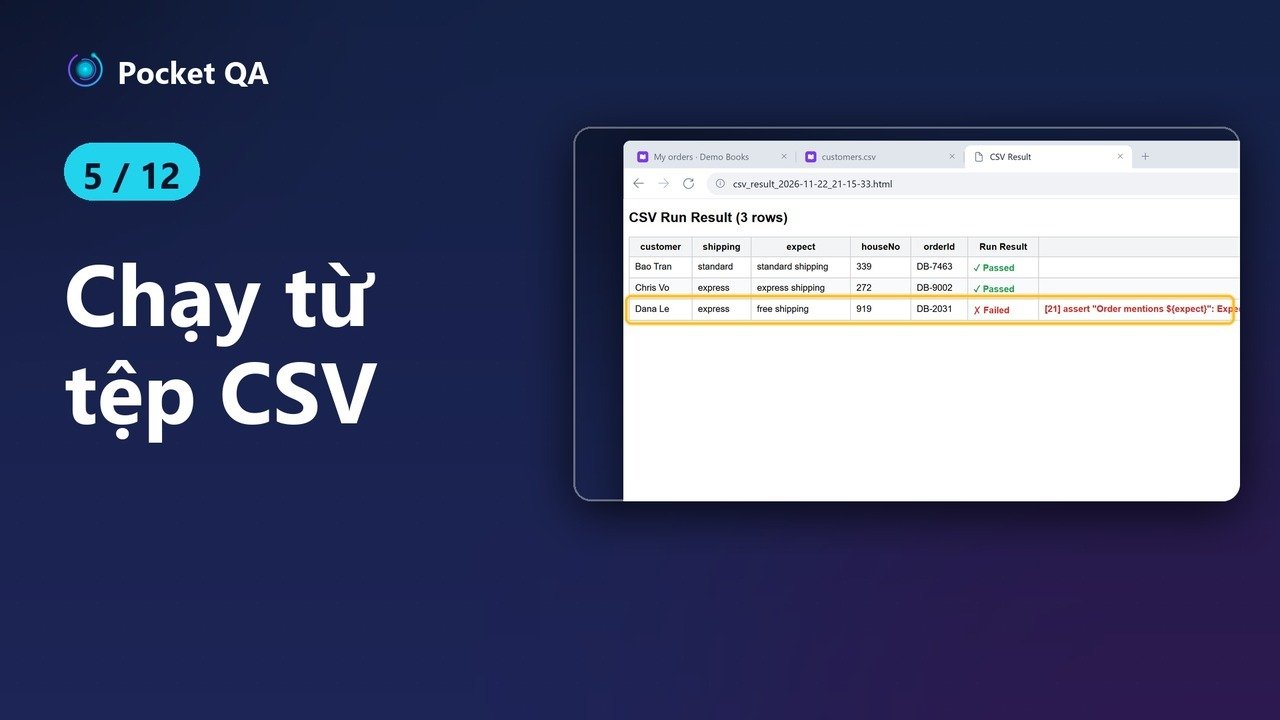 Pocket QA
5 / 12
Chạy từ
tệp CSV
My orders · Demo Books
customers.csv
CSV Result
csv_result_2026-11-22_21-15-33.html
CSV Run Result (3 rows)
customer shipping expect houseNo orderId Run Result
Bao Tran standard standard shipping 339 DB-7463 ✓ Passed
Chris Vo express express shipping 272 DB-9002 ✓ Passed
Dana Le express free shipping 919 DB-2031 ✗ Failed [21] assert "Order mentions ${expect}":